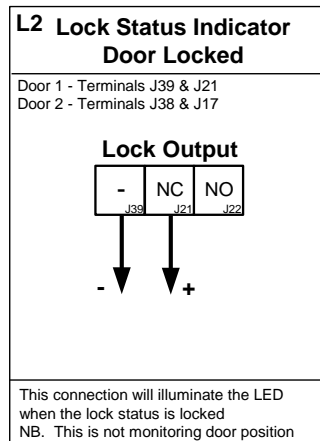 L2 Lock Status Indicator
Door Locked
Door 1 - Terminals J39 & J21
Door 2 - Terminals J38 & J17
Lock Output
- NC NO
J39 J21 J22
- +
This connection will illuminate the LED
when the lock status is locked
NB. This is not monitoring door position